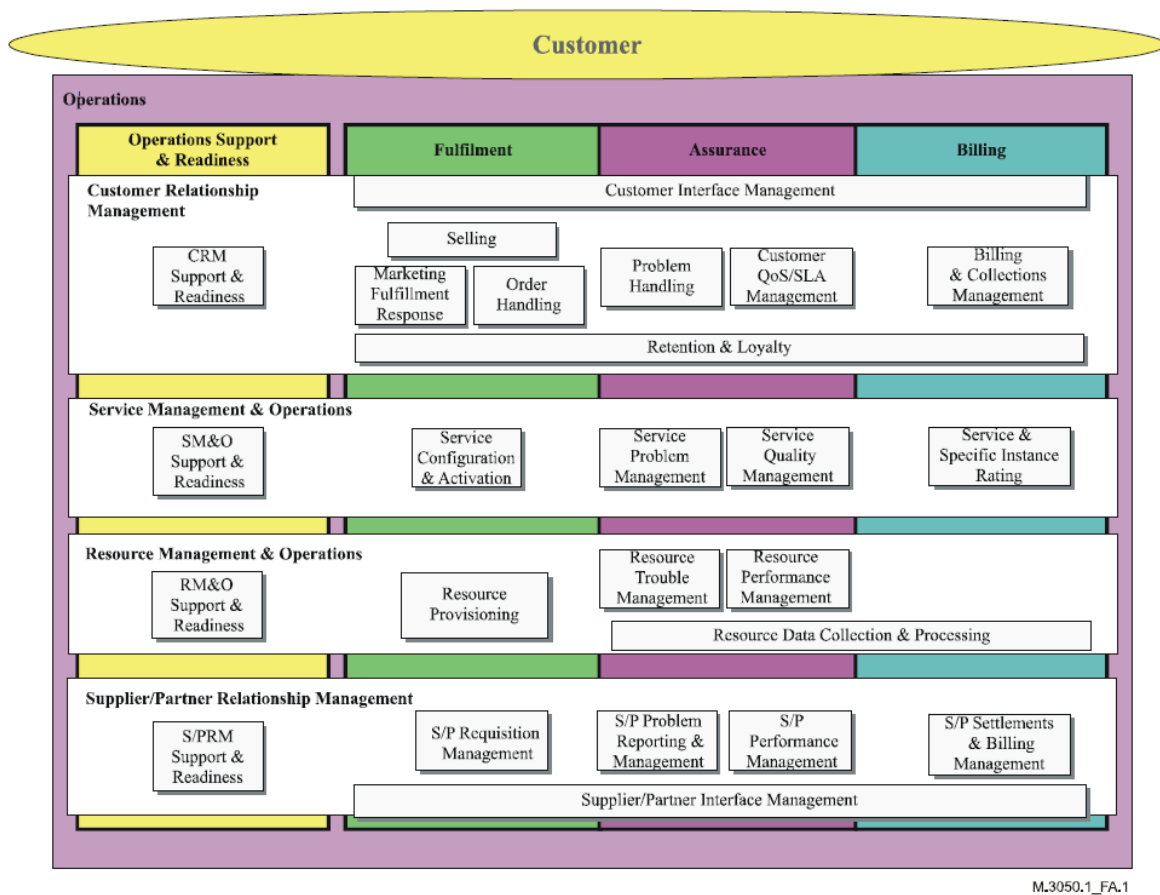 Customer
Operations
Operations Support
& Readiness
Fulfilment
Assurance
Billing
Customer Relationship
Management
Customer Interface Management
CRM
Support &
Readiness
Selling
Marketing
Fulfillment
Response
Order
Handling
Problem
Handling
Customer
QoS/SLA
Management
Billing
& Collections
Management
Retention & Loyalty
Service Management & Operations
SM&O
Support &
Readiness
Service
Configuration
& Activation
Service
Problem
Management
Service
Quality
Management
Service &
Specific Instance
Rating
Resource Management & Operations
RM&O
Support &
Readiness
Resource
Provisioning
Resource
Trouble
Management
Resource
Performance
Management
Resource Data Collection & Processing
Supplier/Partner Relationship Management
S/PRM
Support &
Readiness
S/P Requisition
Management
S/P Problem
Reporting &
Management
S/P
Performance
Management
S/P Settlements
& Billing
Management
Supplier/Partner Interface Management
M.3050.1_FA.1